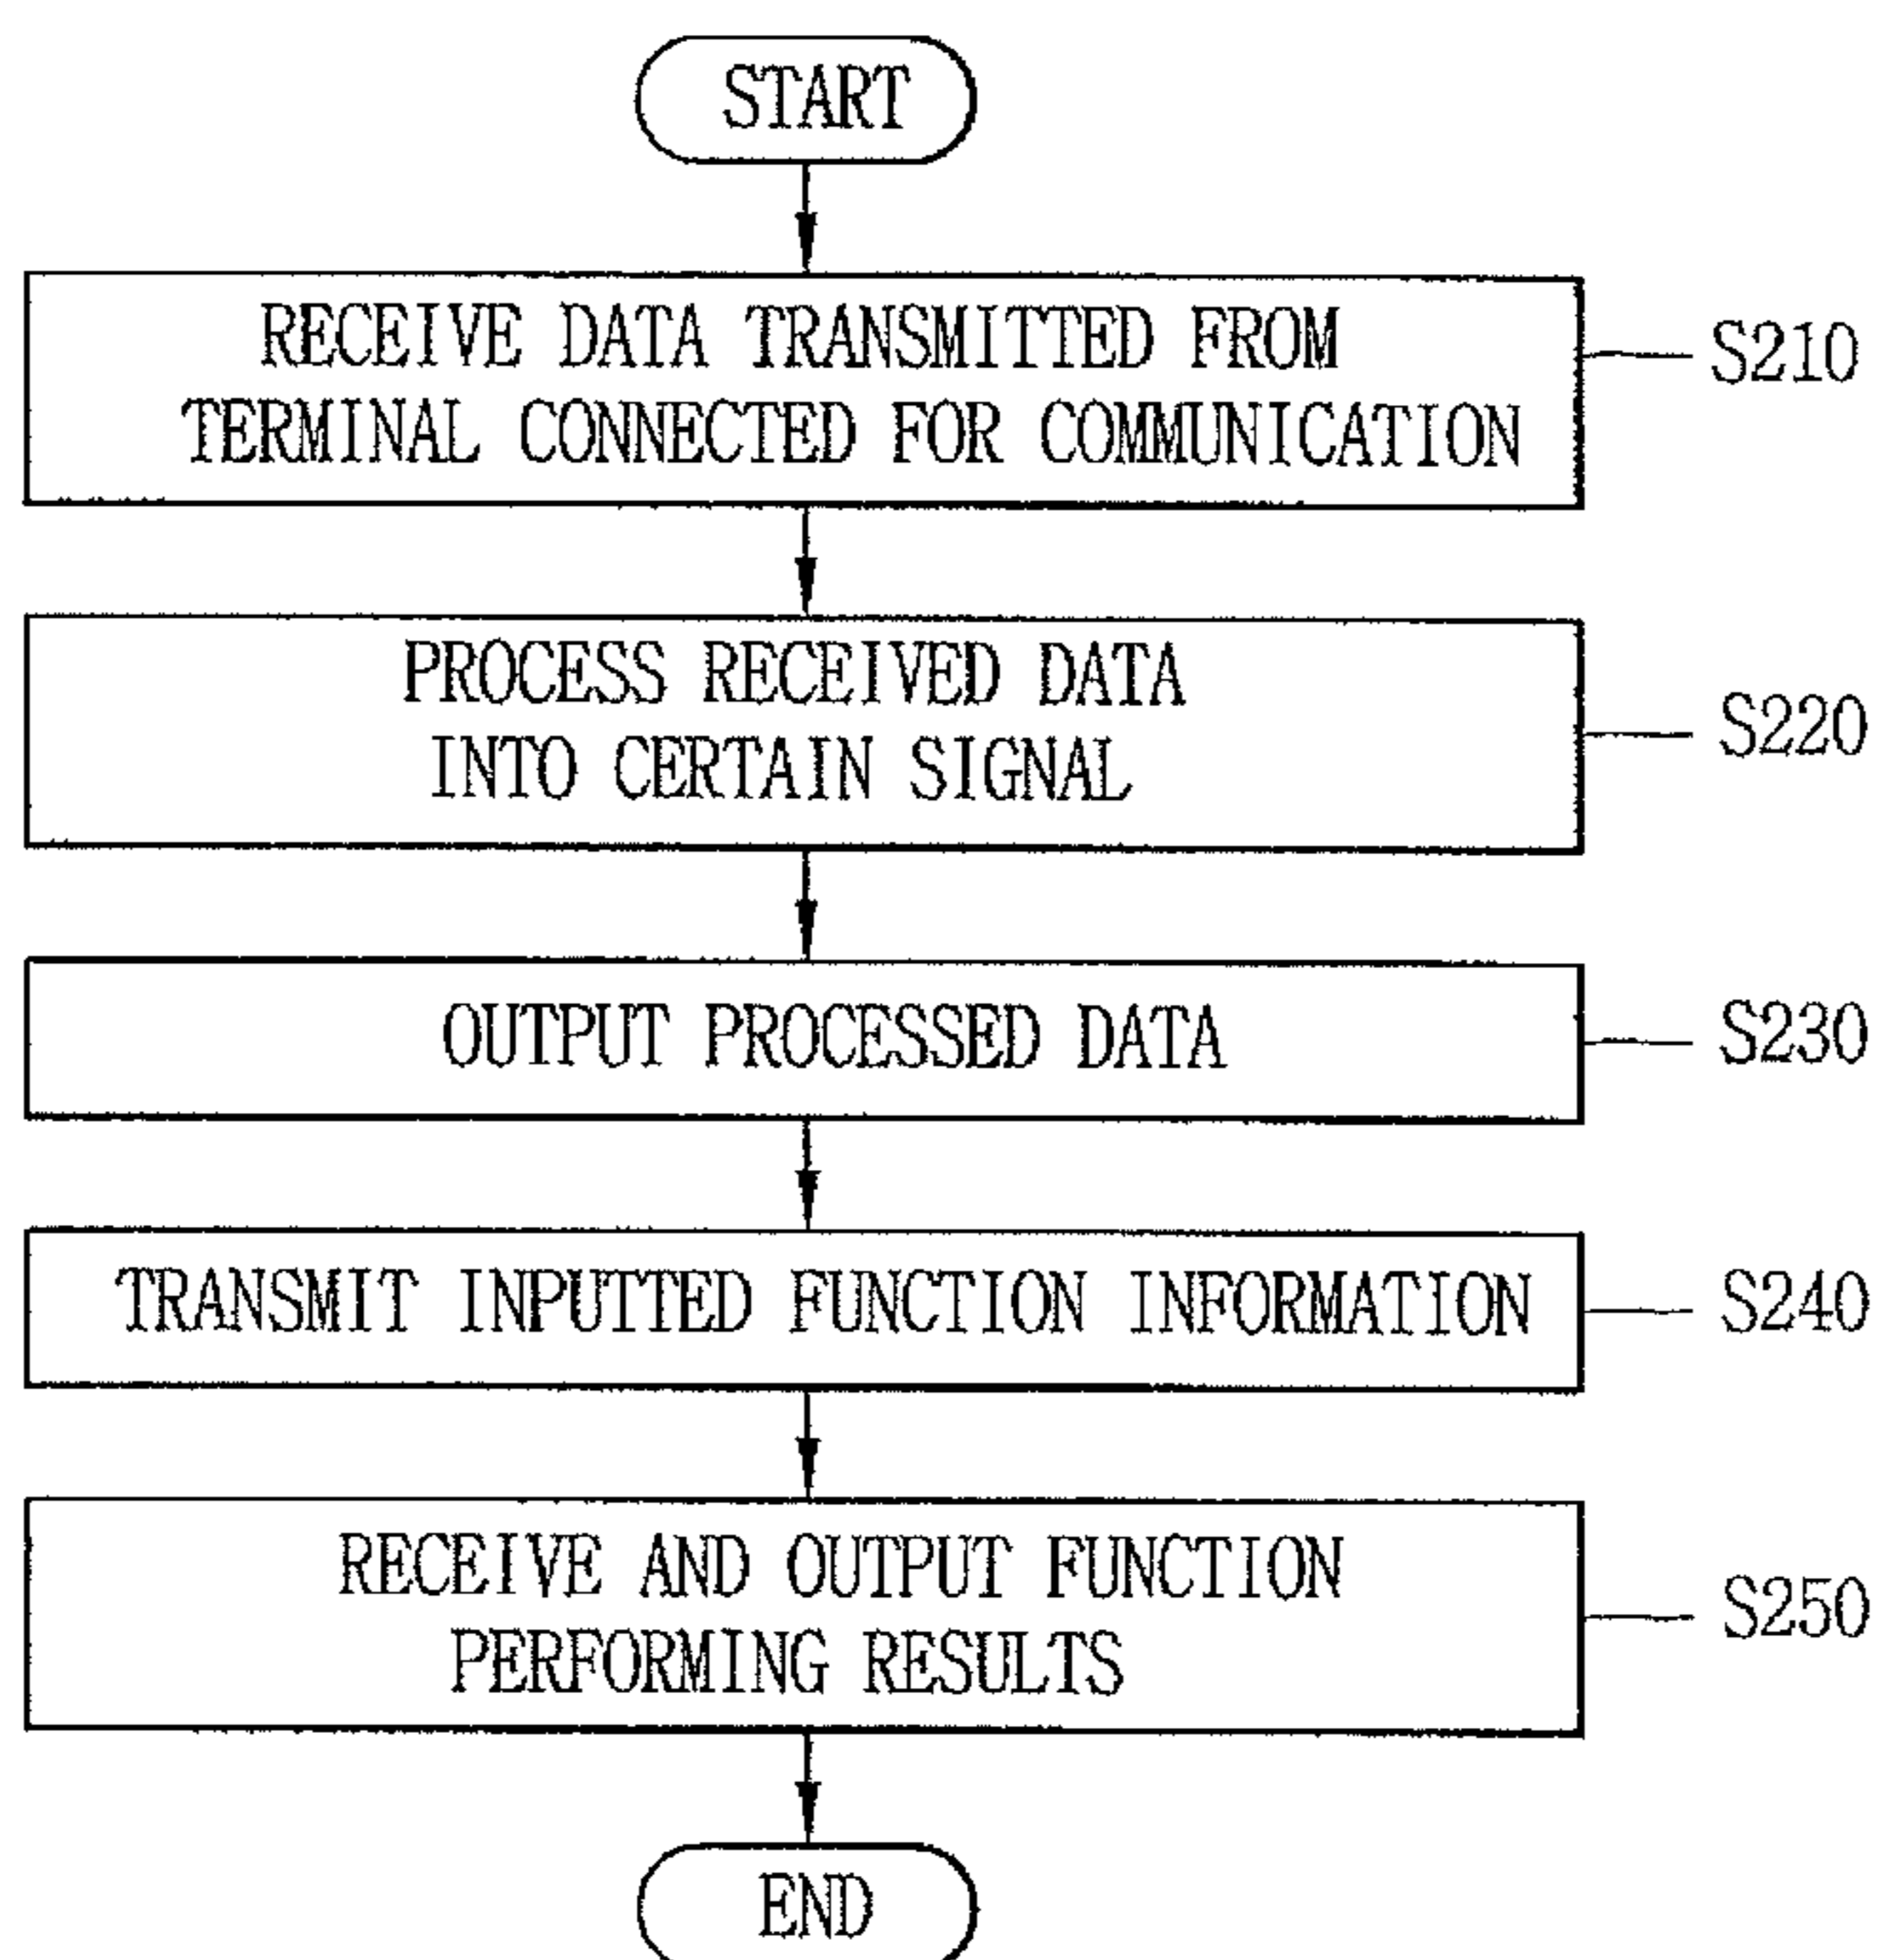 START
RECEIVE DATA TRANSMITTED FROM
TERMINAL CONNECTED FOR COMMUNICATION
S210
PROCESS RECEIVED DATA
INTO CERTAIN SIGNAL
S220
OUTPUT PROCESSED DATA
S230
TRANSMIT INPUTTED FUNCTION INFORMATION
S240
RECEIVE AND OUTPUT FUNCTION
PERFORMING RESULTS
S250
END